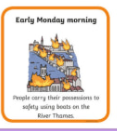 Early Monday morning
People carry their possessions to
safety using boats on the
River Thames.